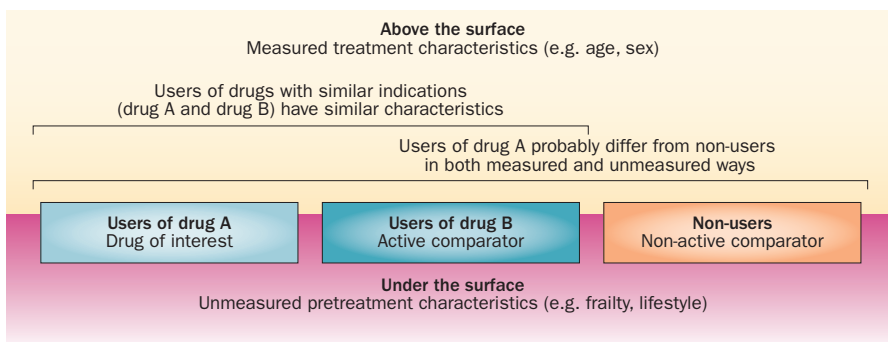 Above the surface
Measured treatment characteristics (e.g. age, sex)
Users of drugs with similar indications
(drug A and drug B) have similar characteristics
Users of drug A probably differ from non-users
in both measured and unmeasured ways
Users of drug A
Drug of interest
Users of drug B
Active comparator
Non-users
Non-active comparator
Under the surface
Unmeasured pretreatment characteristics (e.g. frailty, lifestyle)